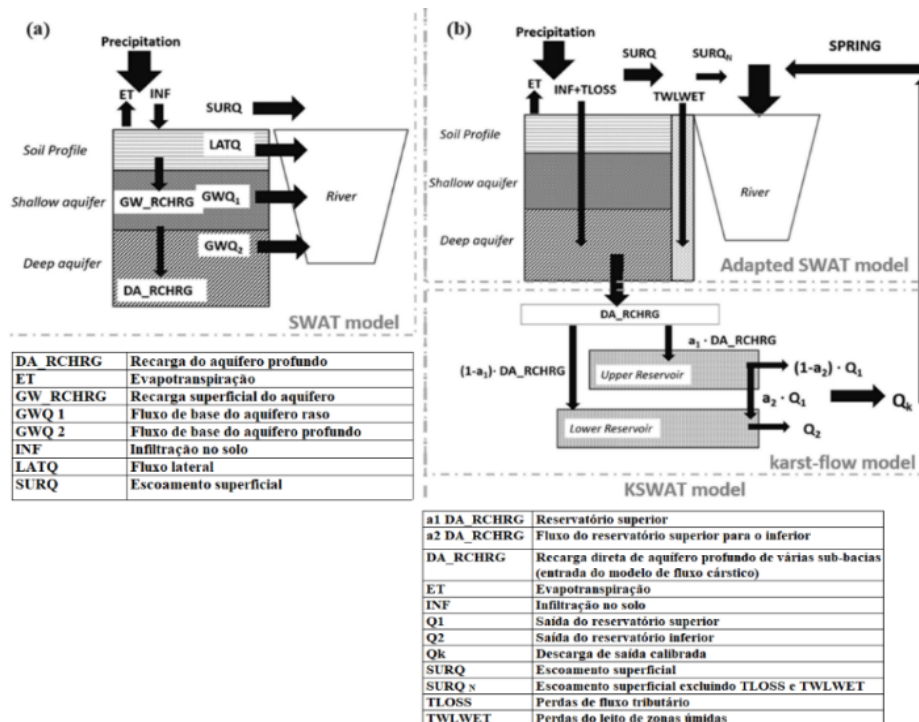 (a)
Precipitation
ET
INF
SURQ
Soil Profile
LATQ
Shallow aquifer
GW_RCHRG
GWQ1
River
Deep aquifer
GWQ2
DA_RCHRG
SWAT model
DA_RCHRG Recarga do aquífero profundo
ET Evapotranspiração
GW_RCHRG Recarga superficial do aquífero
GWQ 1 Fluxo de base do aquífero raso
GWQ 2 Fluxo de base do aquífero profundo
INF Infiltração no solo
LATQ Fluxo lateral
SURQ Escoamento superficial
(b)
Precipitation
SURQ
SURQN
SPRING
ET
INF+TLOSS
TWLWET
Soil Profile
Shallow aquifer
River
Deep aquifer
Adapted SWAT model
DA_RCHRG
a1 · DA_RCHRG
(1-a1)· DA_RCHRG
Upper Reservoir
(1-a2) · Q1
a2 · Q1
Qk
Lower Reservoir
Q2
karst-flow model
KSWAT model
a1 DA_RCHRG Reservatório superior
a2 DA_RCHRG Fluxo do reservatório superior para o inferior
DA_RCHRG Recarga direta de aquífero profundo de várias sub-bacias
(entrada do modelo de fluxo cárstico)
ET Evapotranspiração
INF Infiltração no solo
Q1 Saída do reservatório superior
Q2 Saída do reservatório inferior
Qk Descarga de saída calibrada
SURQ Escoamento superficial
SURQ N Escoamento superficial excluindo TLOSS e TWLWET
TLOSS Perdas de fluxo tributário
TWLWET Perdas do leito de zonas úmidas